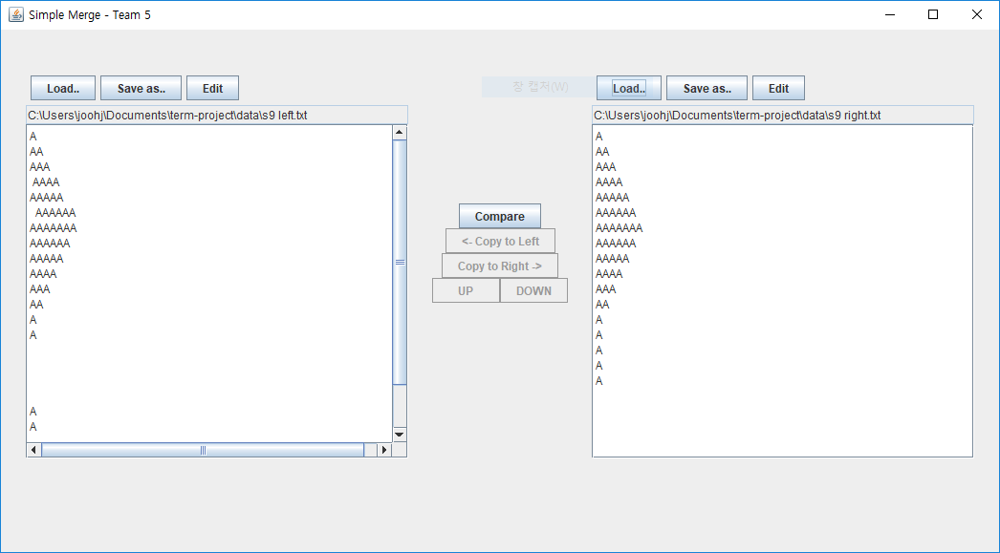 Simple Merge - Team 5
Load.. Save as.. Edit
창 캡처(W)
Load.. Save as.. Edit
C:\Users\joohj\Documents\term-project\data\s9 left.txt
A
AA
AAA
 AAAA
AAAAA
  AAAAAA
AAAAAAA
AAAAAA
AAAAA
AAAA
AAA
AA
A
A
A
A
Compare
<- Copy to Left
Copy to Right ->
UP DOWN
C:\Users\joohj\Documents\term-project\data\s9 right.txt
A
AA
AAA
AAAA
AAAAA
AAAAAA
AAAAAAA
AAAAAA
AAAAA
AAAA
AAA
AA
A
A
A
A
A